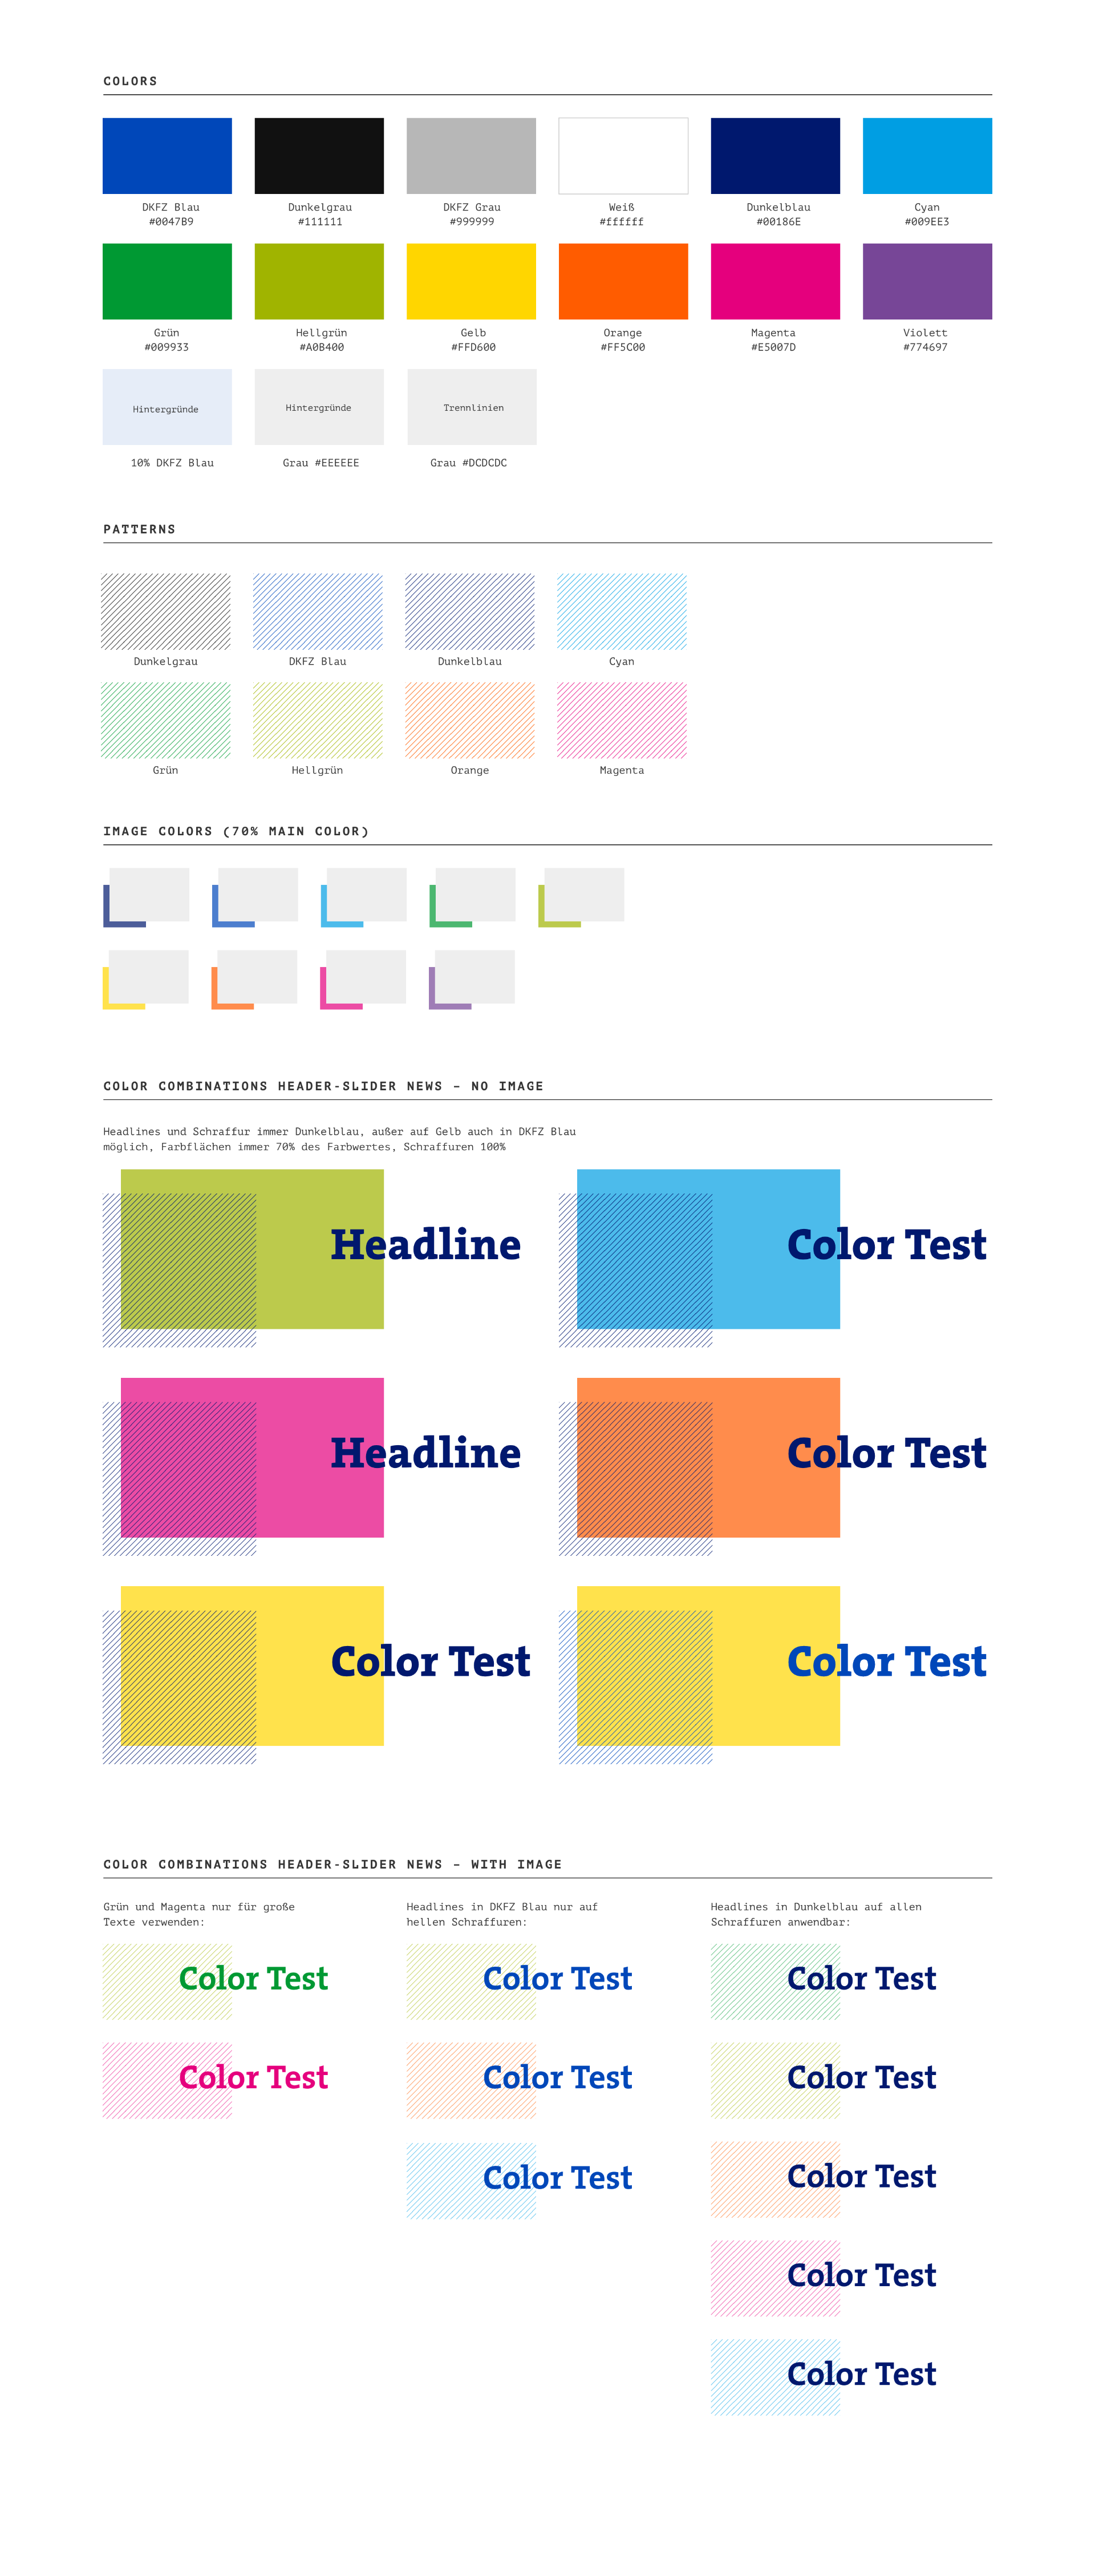 COLORS
DKFZ Blau
#0047B9
Dunkelgrau
#111111
DKFZ Grau
#999999
Weiß
#ffffff
Dunkelblau
#00186E
Cyan
#009EE3
Grün
#009933
Hellgrün
#A0B400
Gelb
#FFD600
Orange
#FF5C00
Magenta
#E5007D
Violett
#774697
Hintergründe
Hintergründe
Trennlinien
10% DKFZ Blau
Grau #EEEEEE
Grau #DCDCDC
PATTERNS
Dunkelgrau
DKFZ Blau
Dunkelblau
Cyan
Grün
Hellgrün
Orange
Magenta
IMAGE COLORS (70% MAIN COLOR)
COLOR COMBINATIONS HEADER-SLIDER NEWS – NO IMAGE
Headlines und Schraffur immer Dunkelblau, außer auf Gelb auch in DKFZ Blau
möglich, Farbflächen immer 70% des Farbwertes, Schraffuren 100%
Headline
Color Test
Headline
Color Test
Color Test
Color Test
COLOR COMBINATIONS HEADER-SLIDER NEWS – WITH IMAGE
Grün und Magenta nur für große
Texte verwenden:
Color Test
Color Test
Headlines in DKFZ Blau nur auf
hellen Schraffuren:
Color Test
Color Test
Color Test
Headlines in Dunkelblau auf allen
Schraffuren anwendbar:
Color Test
Color Test
Color Test
Color Test
Color Test